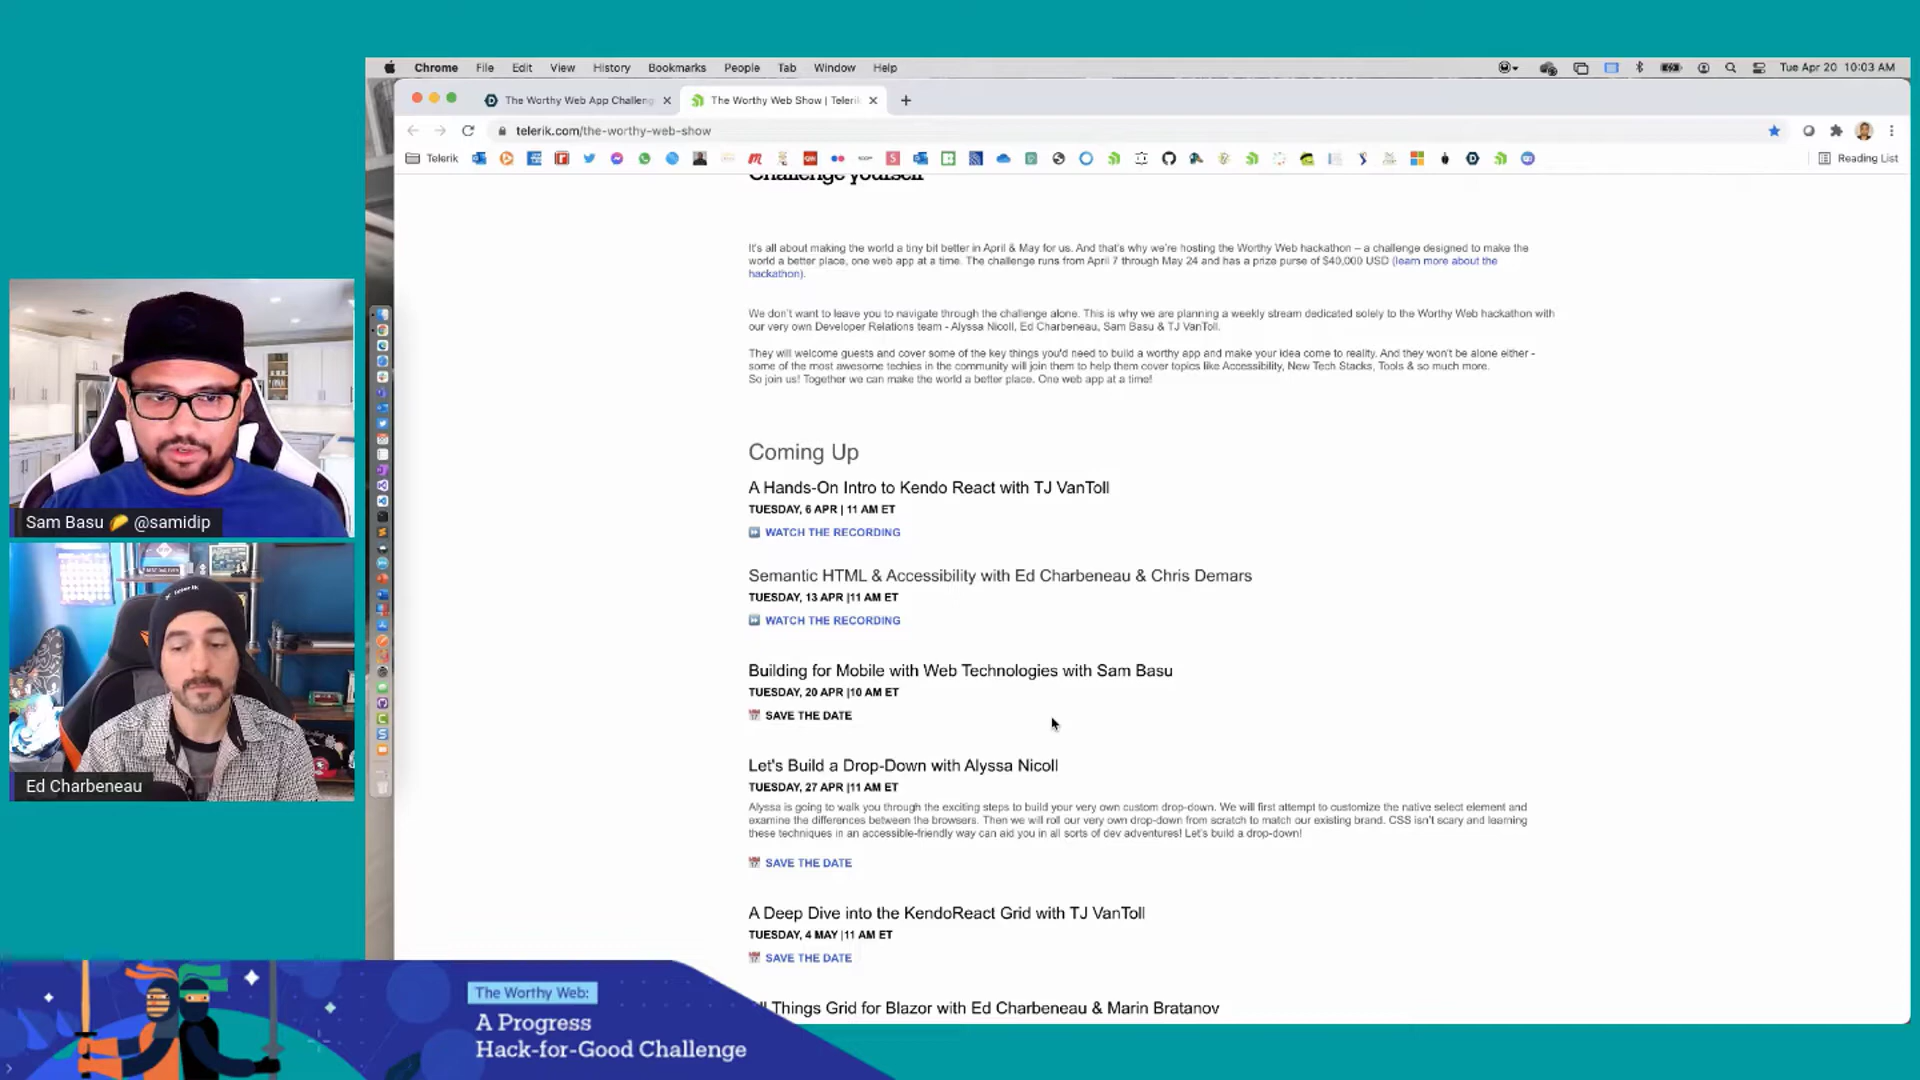 Chrome File Edit View History Bookmarks People Tab Window Help
Tue Apr 20 10:03 AM
The Worthy Web App Challeng
The Worthy Web Show | Teleri
telerik.com/the-worthy-web-show
Telerik
Reading List
Challenge yourself
It's all about making the world a tiny bit better in April & May for us. And that's why we're hosting the Worthy Web hackathon – a challenge designed to make the
world a better place, one web app at a time. The challenge runs from April 7 through May 24 and has a prize purse of $40,000 USD (learn more about the
hackathon).
We don't want to leave you to navigate through the challenge alone. This is why we are planning a weekly stream dedicated solely to the Worthy Web hackathon with
our very own Developer Relations team - Alyssa Nicoll, Ed Charbeneau, Sam Basu & TJ VanToll.
They will welcome guests and cover some of the key things you'd need to build a worthy app and make your idea come to reality. And they won't be alone either -
some of the most awesome techies in the community will join them to help them cover topics like Accessibility, New Tech Stacks, Tools & so much more.
So join us! Together we can make the world a better place. One web app at a time!
Coming Up
A Hands-On Intro to Kendo React with TJ VanToll
TUESDAY, 6 APR | 11 AM ET
WATCH THE RECORDING
Semantic HTML & Accessibility with Ed Charbeneau & Chris Demars
TUESDAY, 13 APR |11 AM ET
WATCH THE RECORDING
Building for Mobile with Web Technologies with Sam Basu
TUESDAY, 20 APR |10 AM ET
SAVE THE DATE
Let's Build a Drop-Down with Alyssa Nicoll
TUESDAY, 27 APR |11 AM ET
Alyssa is going to walk you through the exciting steps to build your very own custom drop-down. We will first attempt to customize the native select element and
examine the differences between the browsers. Then we will roll our very own drop-down from scratch to match our existing brand. CSS isn't scary and learning
these techniques in an accessible-friendly way can aid you in all sorts of dev adventures! Let's build a drop-down!
SAVE THE DATE
A Deep Dive into the KendoReact Grid with TJ VanToll
TUESDAY, 4 MAY |11 AM ET
SAVE THE DATE
Things Grid for Blazor with Ed Charbeneau & Marin Bratanov
Sam Basu 🌮 @samidip
Ed Charbeneau
The Worthy Web:
A Progress
Hack-for-Good Challenge